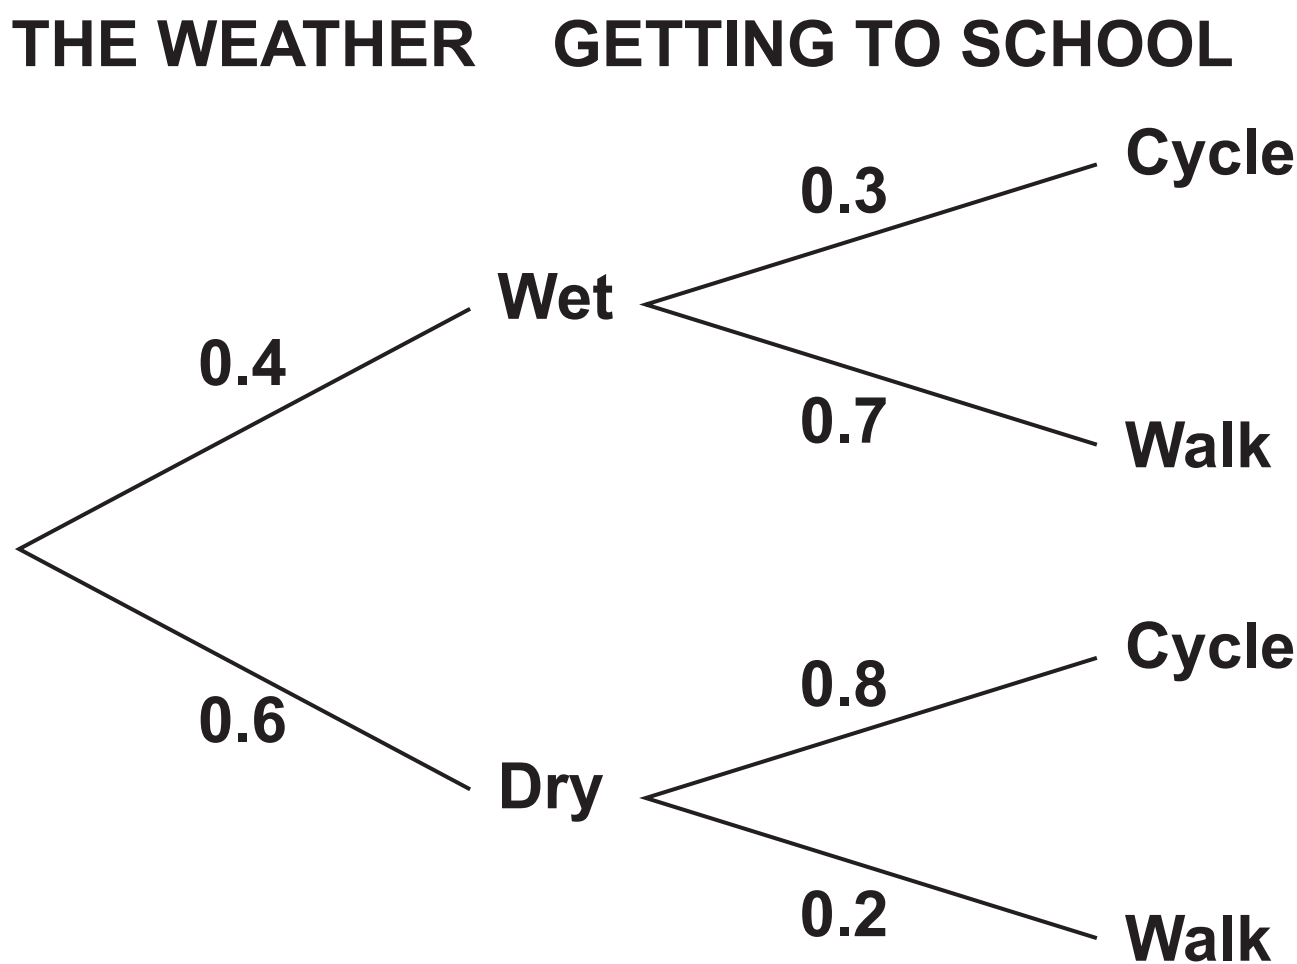 THE WEATHER GETTING TO SCHOOL
Cycle
0.3
Wet
0.4
0.7
Walk
Cycle
0.8
0.6
Dry
0.2
Walk